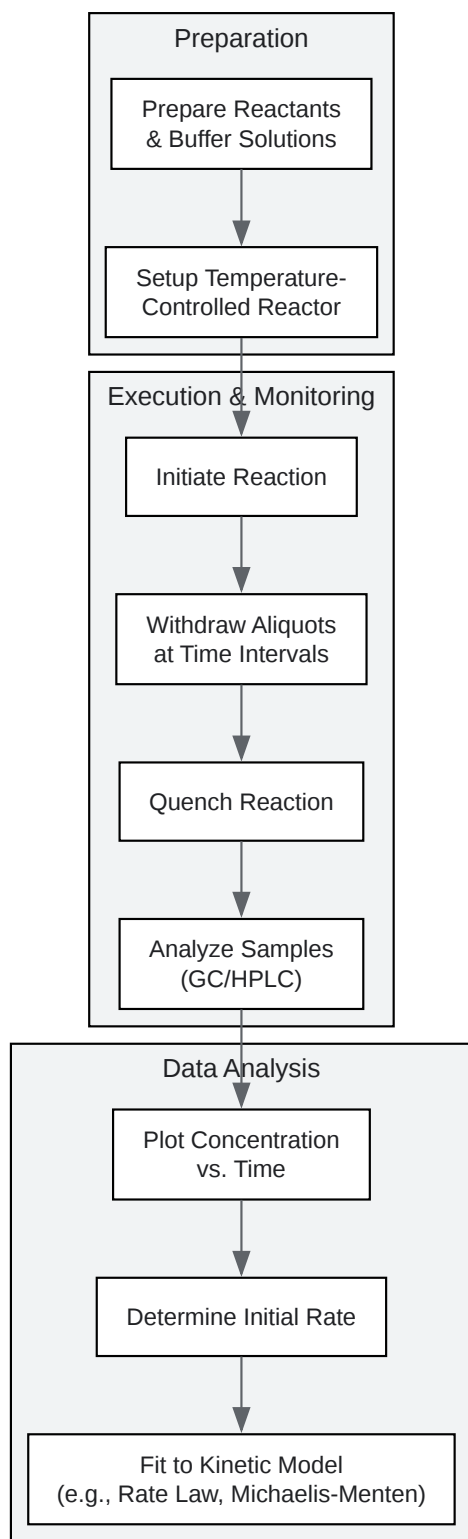 Preparation
Prepare Reactants
& Buffer Solutions
Setup Temperature-
Controlled Reactor
Execution & Monitoring
Initiate Reaction
Withdraw Aliquots
at Time Intervals
Quench Reaction
Analyze Samples
(GC/HPLC)
Data Analysis
Plot Concentration
vs. Time
Determine Initial Rate
Fit to Kinetic Model
(e.g., Rate Law, Michaelis-Menten)